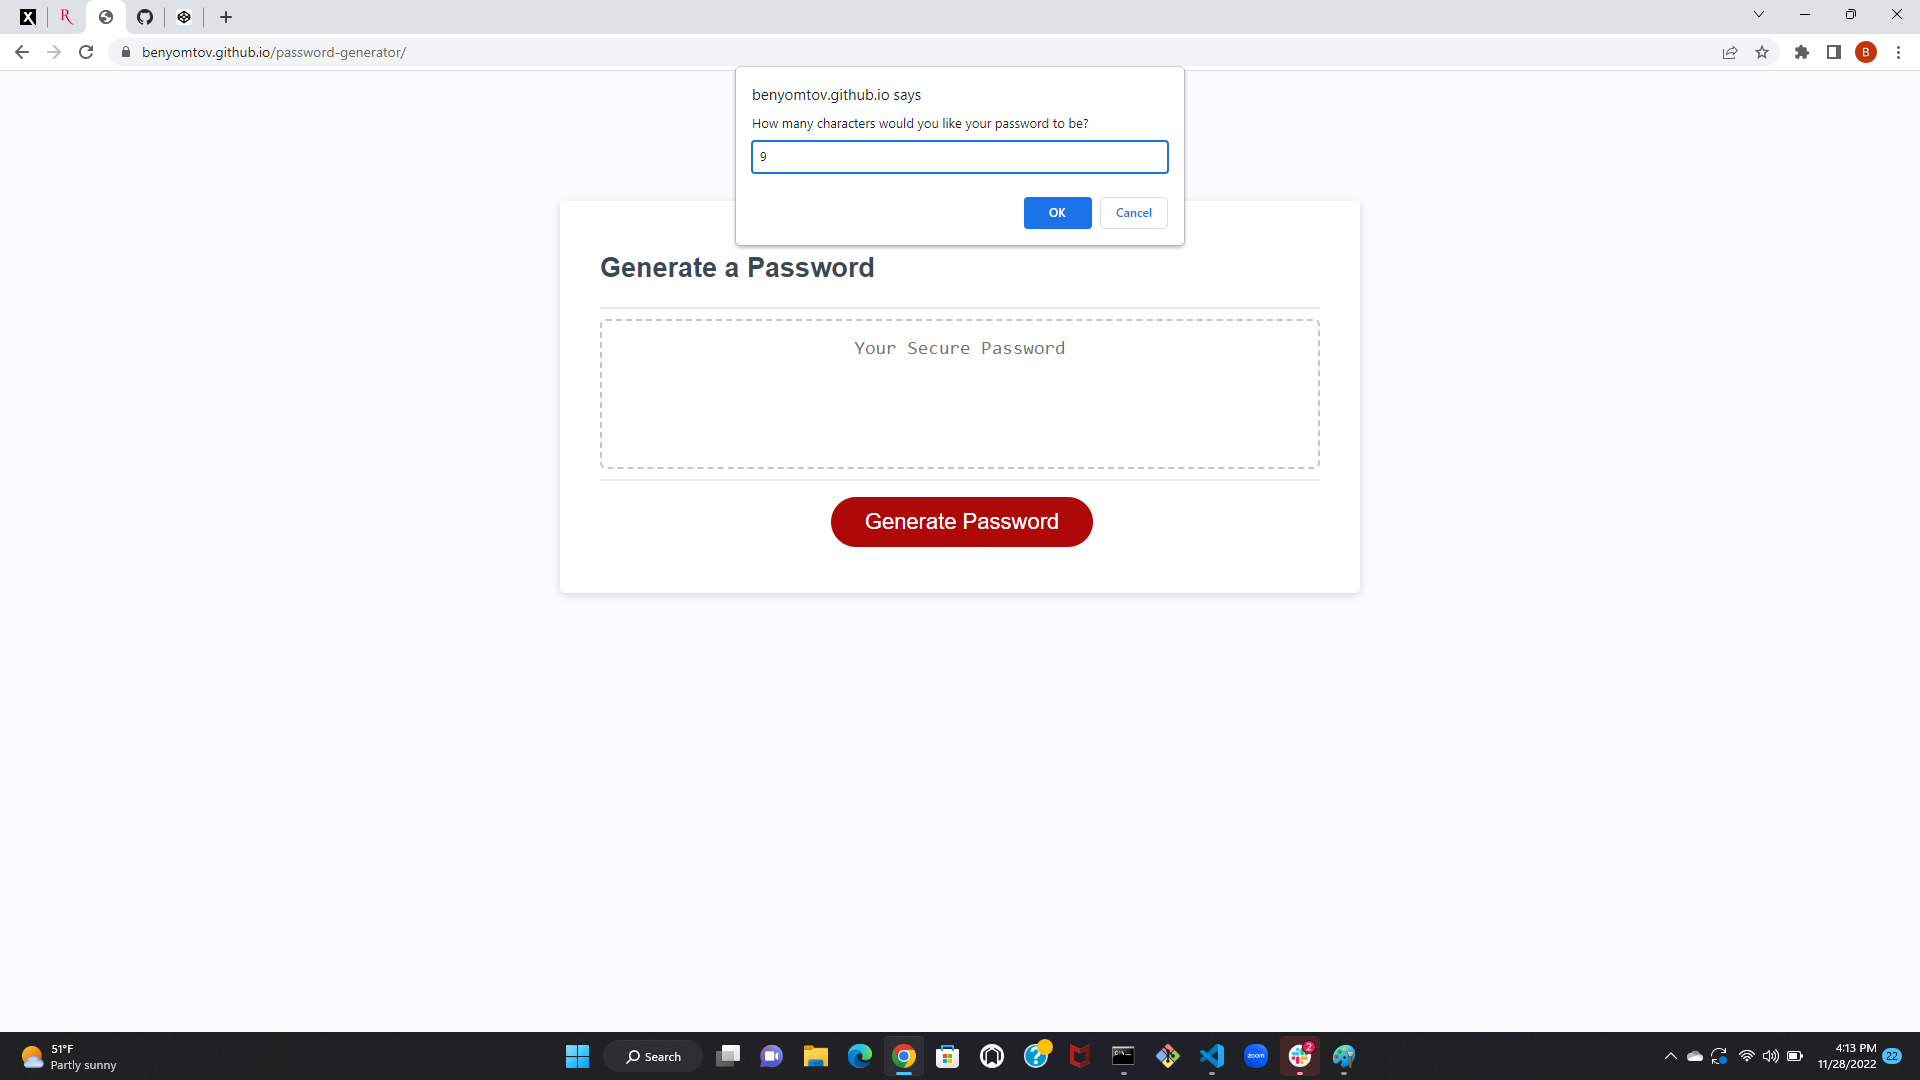 X
R
benyomtov.github.io/password-generator/
B
benyomtov.github.io says
How many characters would you like your password to be?
9
OK
Cancel
Generate a Password
Your Secure Password
Generate Password
51°F
Partly sunny
Search
zoom
2
4:13 PM
11/28/2022
22